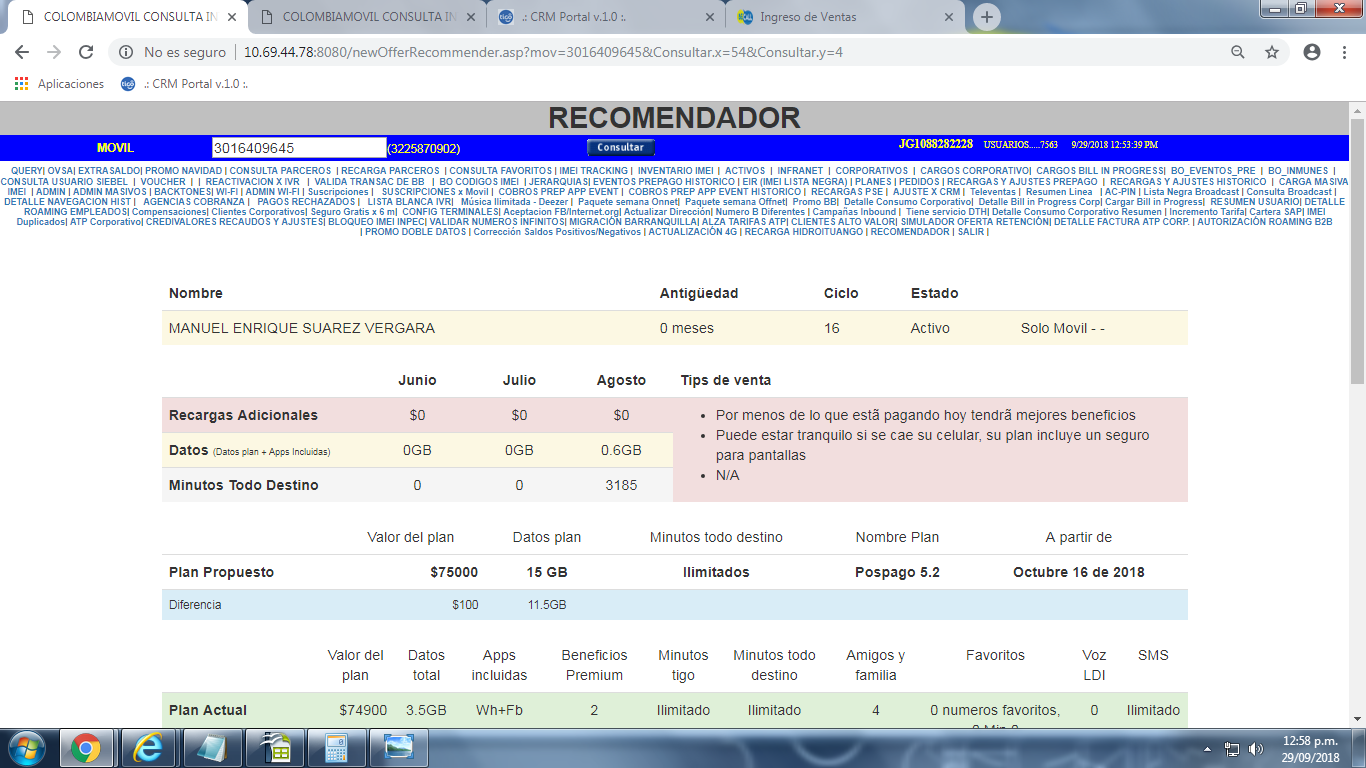 COLOMBIAMOVIL CONSULTA IN
COLOMBIAMOVIL CONSULTA IN
.: CRM Portal v.1.0 :.
Ingreso de Ventas
No es seguro | 10.69.44.78:8080/newOfferRecommender.asp?mov=3016409645&Consultar.x=54&Consultar.y=4
Aplicaciones
tigo .: CRM Portal v.1.0 :.
RECOMENDADOR
MOVIL 3016409645 (3225870902) Consultar JG1088282228 USUARIOS.....7563 9/29/2018 12:53:39 PM
QUERY| OVSA| EXTRASALDO| PROMO NAVIDAD | CONSULTA PARCEROS | RECARGA PARCEROS | CONSULTA FAVORITOS | IMEI TRACKING | INVENTARIO IMEI | ACTIVOS | INFRANET | CORPORATIVOS | CARGOS CORPORATIVO| CARGOS BILL IN PROGRESS| BO_EVENTOS_PRE | BO_INMUNES |
CONSULTA USUARIO SIEBEL | VOUCHER | | REACTIVACION X IVR | VALIDA TRANSAC DE BB | BO CODIGOS IMEI | JERARQUIAS| EVENTOS PREPAGO HISTORICO | EIR (IMEI LISTA NEGRA) | PLANES | PEDIDOS | RECARGAS Y AJUSTES PREPAGO | RECARGAS Y AJUSTES HISTORICO | CARGA MASIVA
IMEI | ADMIN | ADMIN MASIVOS | BACKTONES| WI-FI | ADMIN WI-FI | Suscripciones | SUSCRIPCIONES x Movil | COBROS PREP APP EVENT | COBROS PREP APP EVENT HISTORICO | RECARGAS PSE | AJUSTE X CRM | Televentas | Resumen Linea | AC-PIN | Lista Negra Broadcast | Consulta Broadcast |
DETALLE NAVEGACION HIST | AGENCIAS COBRANZA | PAGOS RECHAZADOS | LISTA BLANCA IVR| Música Ilimitada - Deezer | Paquete semana Onnet| Paquete semana Offnet| Promo BB| Detalle Consumo Corporativo| Detalle Bill in Progress Corp| Cargar Bill in Progress| RESUMEN USUARIO| DETALLE
ROAMING EMPLEADOS| Compensaciones| Clientes Corporativos| Seguro Gratis x 6 m| CONFIG TERMINALES| Aceptacion FB/Internet.org| Actualizar Dirección| Numero B Diferentes | Campañas Inbound | Tiene servicio DTH| Detalle Consumo Corporativo Resumen | Incremento Tarifa| Cartera SAP| IMEI
Duplicados| ATP Corporativo| CREDIVALORES RECAUDOS Y AJUSTES| BLOQUEO IMEI INPEC| VALIDAR NUMEROS INFINITOS| MIGRACIÓN BARRANQUILLA| ALZA TARIFAS ATP| CLIENTES ALTO VALOR| SIMULADOR OFERTA RETENCIÓN| DETALLE FACTURA ATP CORP. | AUTORIZACIÓN ROAMING B2B
| PROMO DOBLE DATOS | Corrección Saldos Positivos/Negativos | ACTUALIZACIÓN 4G | RECARGA HIDROITUANGO | RECOMENDADOR | SALIR |
Nombre Antigüedad Ciclo Estado
MANUEL ENRIQUE SUAREZ VERGARA 0 meses 16 Activo Solo Movil - -
Junio Julio Agosto Tips de venta
Recargas Adicionales $0 $0 $0
Datos (Datos plan + Apps Incluidas) 0GB 0GB 0.6GB
Minutos Todo Destino 0 0 3185
• Por menos de lo que estã pagando hoy tendrã mejores beneficios
• Puede estar tranquilo si se cae su celular, su plan incluye un seguro
para pantallas
• N/A
Valor del plan Datos plan Minutos todo destino Nombre Plan A partir de
Plan Propuesto $75000 15 GB Ilimitados Pospago 5.2 Octubre 16 de 2018
Diferencia $100 11.5GB
Valor del Datos Apps Beneficios Minutos Minutos todo Amigos y Favoritos Voz SMS
plan total incluidas Premium tigo destino familia LDI
Plan Actual $74900 3.5GB Wh+Fb 2 Ilimitado Ilimitado 4 0 numeros favoritos, 0 Ilimitado
12:58 p.m.
29/09/2018